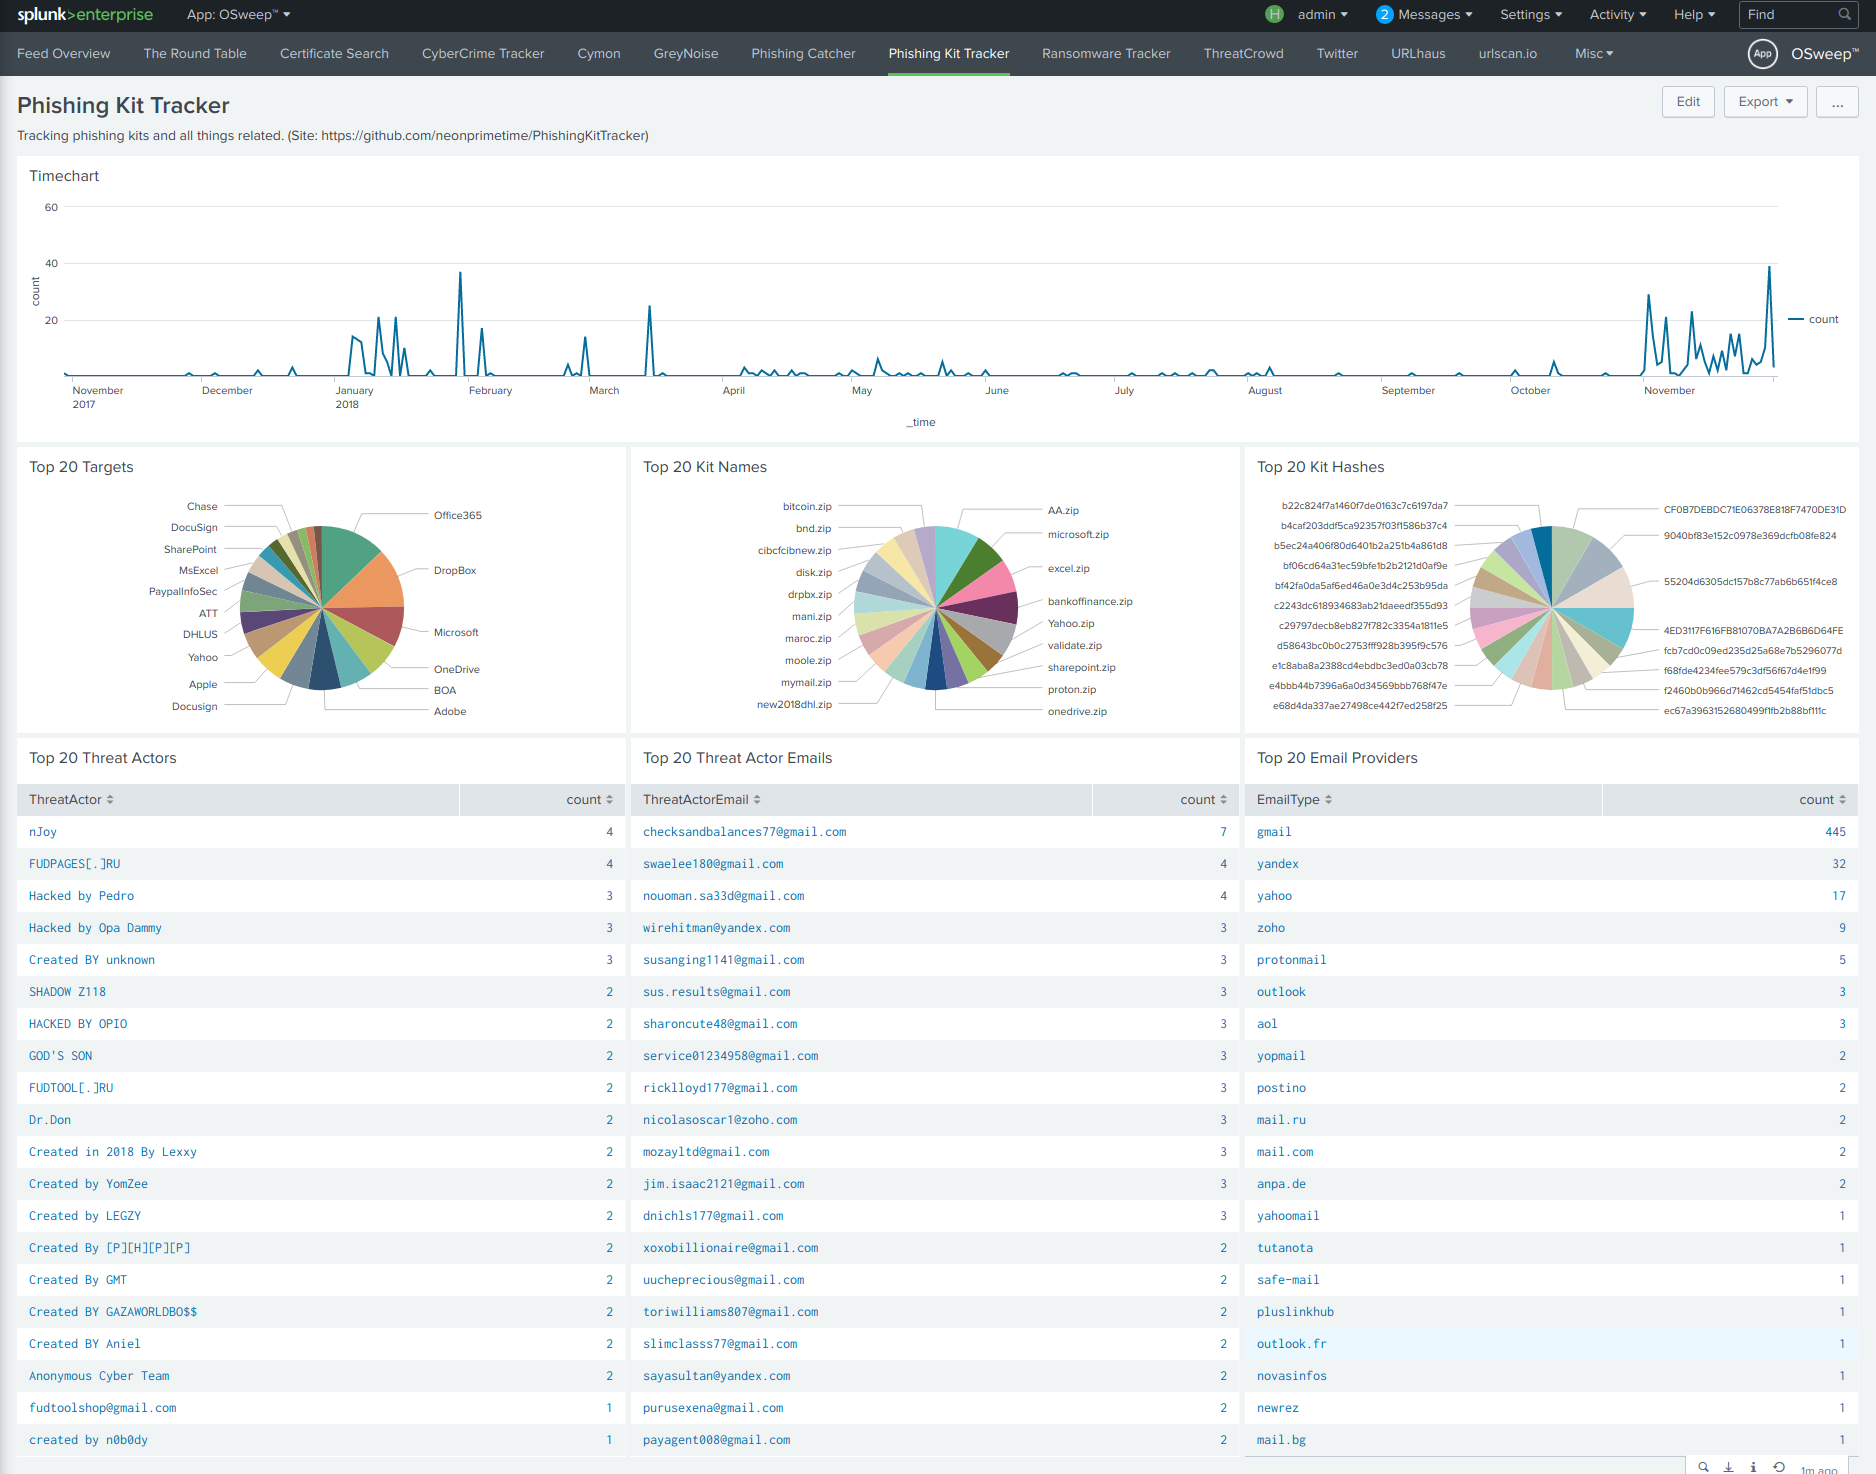 splunk>enterprise App: OSweep™ H admin 2 Messages Settings Activity Help Find
Feed Overview The Round Table Certificate Search CyberCrime Tracker Cymon GreyNoise Phishing Catcher Phishing Kit Tracker Ransomware Tracker ThreatCrowd Twitter URLhaus urlscan.io Misc App OSweep™
Phishing Kit Tracker
Edit Export ...
Tracking phishing kits and all things related. (Site: https://github.com/neonprimetime/PhishingKitTracker)
Timechart
60
40
20
count
count
November December January February March April May June July August September October November
2017 2018
_time
Top 20 Targets
Chase
DocuSign
SharePoint
MsExcel
PaypalInfoSec
ATT
DHLUS
Yahoo
Apple
Docusign
Office365
DropBox
Microsoft
OneDrive
BOA
Adobe
Top 20 Kit Names
bitcoin.zip
bnd.zip
cibcfcibnew.zip
disk.zip
drpbx.zip
mani.zip
maroc.zip
moole.zip
mymail.zip
new2018dhl.zip
AA.zip
microsoft.zip
excel.zip
bankoffinance.zip
Yahoo.zip
validate.zip
sharepoint.zip
proton.zip
onedrive.zip
Top 20 Kit Hashes
b22c824f7a1460f7de0163c7c6197da7
b4caf203ddf5ca92357f03f1586b37c4
b5ec24a406f80d6401b2a251b4a861d8
bf06cd64a31ec59bfe1b2b2121d0af9e
bf42fa0da5af6ed46a0e3d4c253b95da
c2243dc618934683ab21daeedf355d93
c29797decb8eb827f782c3354a1811e5
d58643bc0b0c2753fff928b395f9c576
e1c8aba8a2388cd4ebdbc3ed0a03cb78
e4bbb44b7396a6a0d34569bbb768f47e
e68d4da337ae27498ce442f7ed258f25
CF0B7DEBDC71E06378E818F7470DE31D
9040bf83e152c0978e369dcfb08fe824
55204d6305dc157b8c77ab6b651f4ce8
4ED3117F616FB81070BA7A2B6B6D64FE
fcb7cd0c09ed235d25a68e7b5296077d
f68fde4234fee579c3df56f67d4e1f99
f2460b0b966d71462cd5454faf51dbc5
ec67a3963152680499f1fb2b88bf111c
Top 20 Threat Actors
ThreatActor count
nJoy 4
FUDPAGES[.]RU 4
Hacked by Pedro 3
Hacked by Opa Dammy 3
Created BY unknown 3
SHADOW Z118 2
HACKED BY OPIO 2
GOD'S SON 2
FUDTOOL[.]RU 2
Dr.Don 2
Created in 2018 By Lexxy 2
Created by YomZee 2
Created by LEGZY 2
Created By [P][H][P][P] 2
Created By GMT 2
Created BY GAZAWORLDBO$$ 2
Created BY Aniel 2
Anonymous Cyber Team 2
fudtoolshop@gmail.com 1
created by n0b0dy 1
Top 20 Threat Actor Emails
ThreatActorEmail count
checksandbalances77@gmail.com 7
swaelee180@gmail.com 4
nouoman.sa33d@gmail.com 4
wirehitman@yandex.com 3
susanging1141@gmail.com 3
sus.results@gmail.com 3
sharoncute48@gmail.com 3
service01234958@gmail.com 3
ricklloyd177@gmail.com 3
nicolasoscar1@zoho.com 3
mozayltd@gmail.com 3
jim.isaac2121@gmail.com 3
dnichls177@gmail.com 3
xoxobillionaire@gmail.com 2
uucheprecious@gmail.com 2
toriwilliams807@gmail.com 2
slimclasss77@gmail.com 2
sayasultan@yandex.com 2
purusexena@gmail.com 2
payagent008@gmail.com 2
Top 20 Email Providers
EmailType count
gmail 445
yandex 32
yahoo 17
zoho 9
protonmail 5
outlook 3
aol 3
yopmail 2
postino 2
mail.ru 2
mail.com 2
anpa.de 2
yahoomail 1
tutanota 1
safe-mail 1
pluslinkhub 1
outlook.fr 1
novasinfos 1
newrez 1
mail.bg 1
1m ago